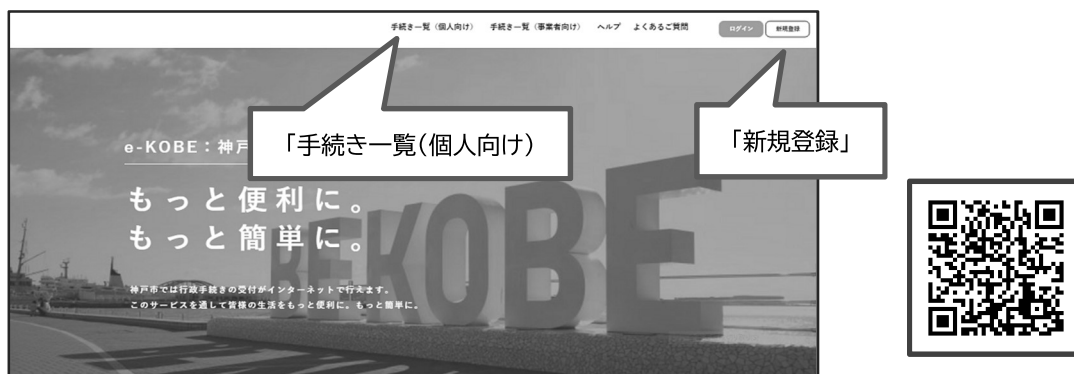 手続き一覧（個人向け） 手続き一覧（事業者向け） ヘルプ よくあるご質問 ログイン 新規登録
「手続き一覧（個人向け）
「新規登録」
e-KOBE：神戸
もっと便利に。
もっと簡単に。
神戸市では行政手続きの受付がインターネットで行えます。
このサービスを通して皆様の生活をもっと便利に。もっと簡単に。
BE KOBE